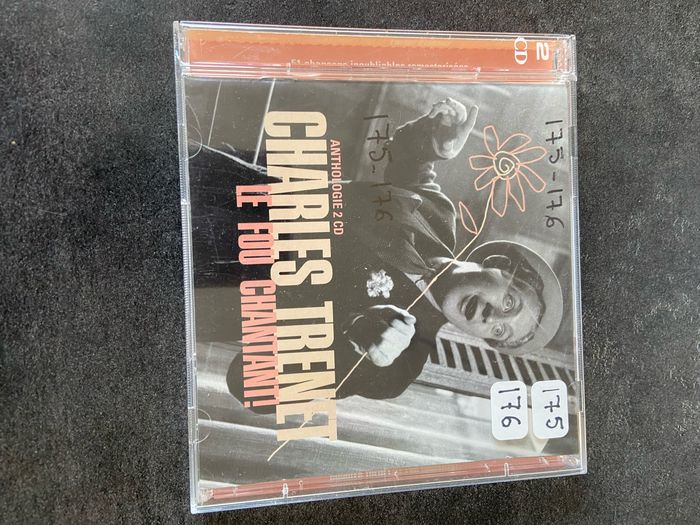 2
CD
51 chansons inoubliables remasterisées
ANTHOLOGIE 2 CD
CHARLES TRENET
LE FOU CHANTANT!
175-176
175-176
175
176